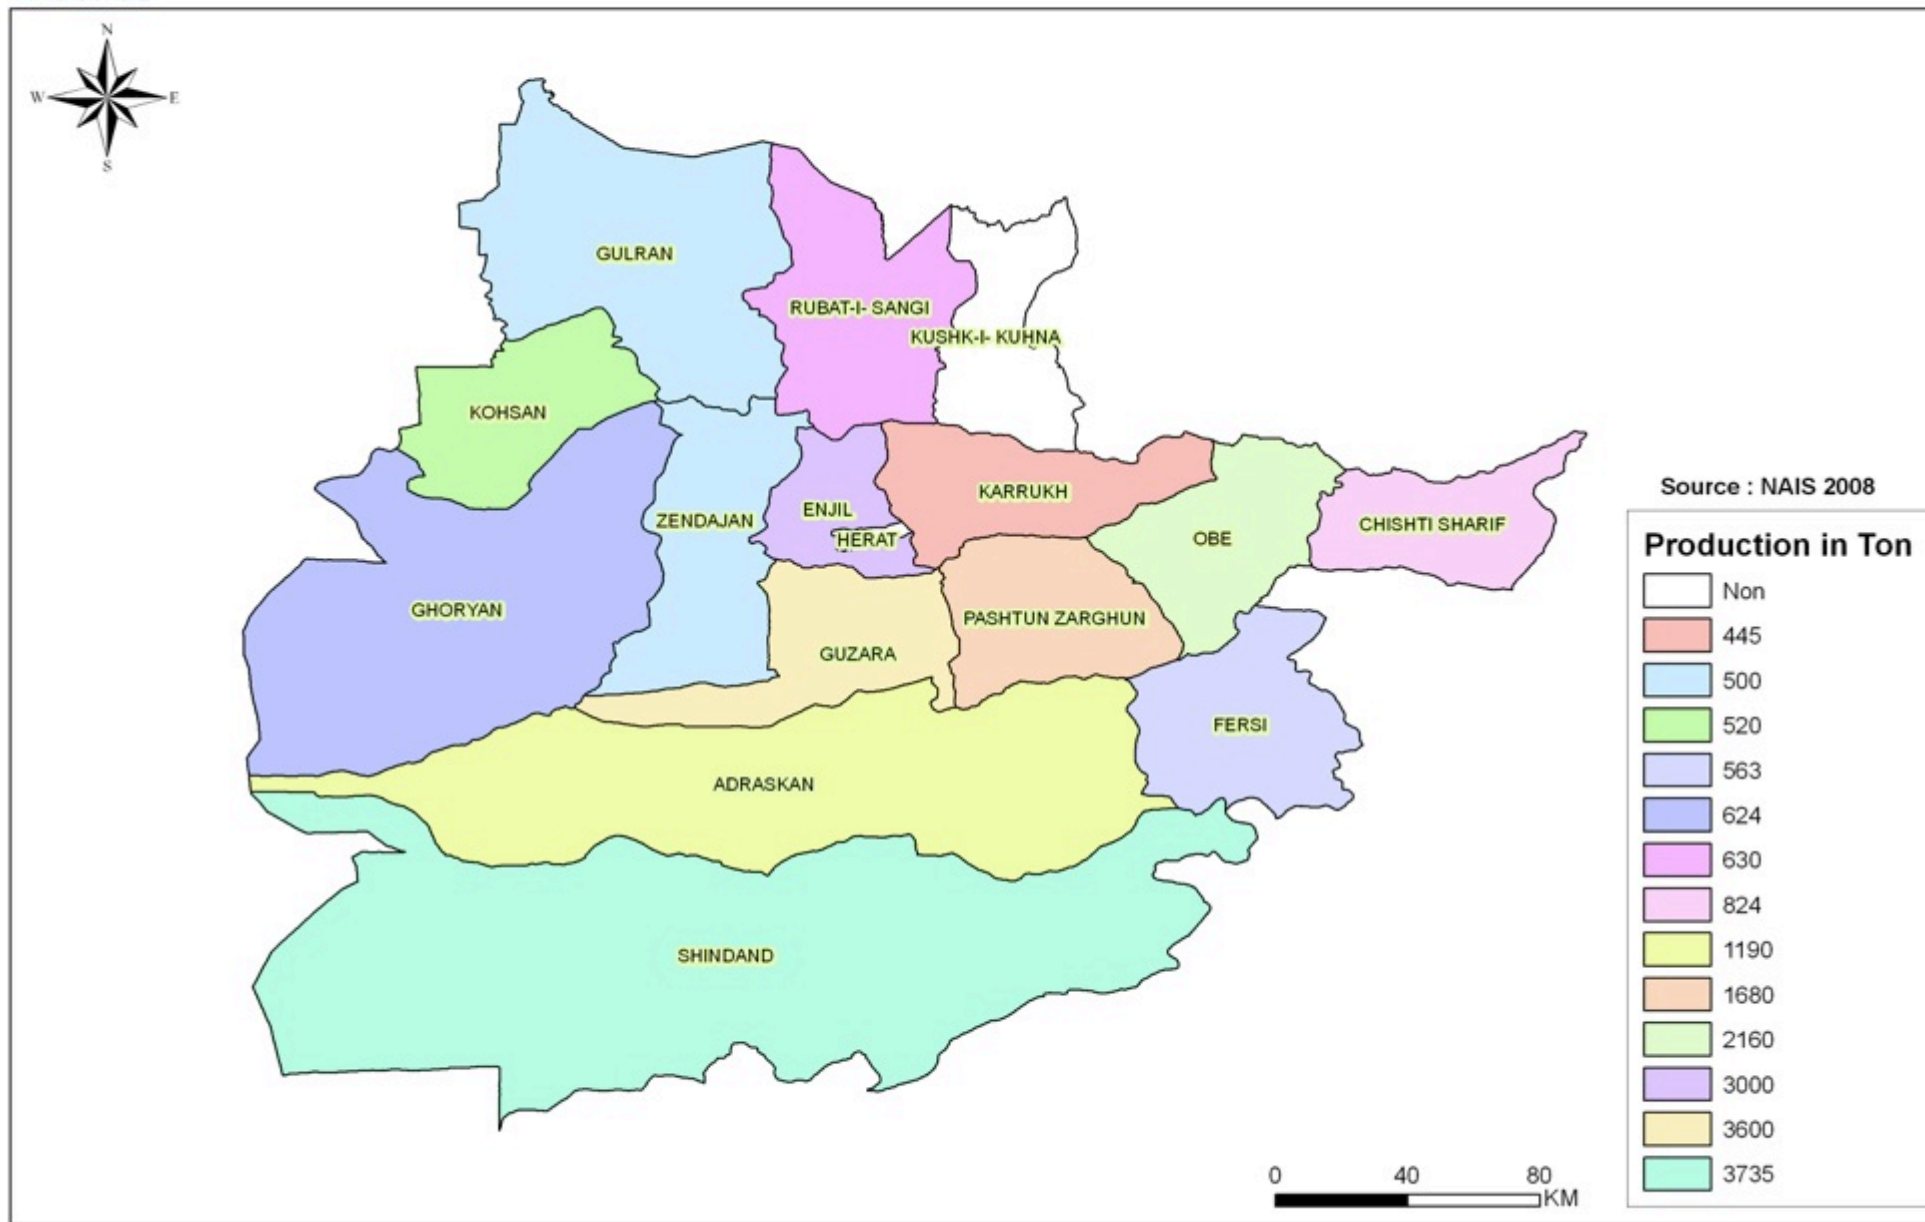 N
W E
S
GULRAN
RUBAT-I- SANGI
KUSHK-I- KUHNA
KOHSAN
KARRUKH
ENJIL
ZENDAJAN
CHISHTI SHARIF
HERAT
OBE
GHORYAN
PASHTUN ZARGHUN
GUZARA
FERSI
ADRASKAN
SHINDAND
Source : NAIS 2008
Production in Ton
Non
445
500
520
563
624
630
824
1190
1680
2160
3000
3600
3735
0 40 80
KM